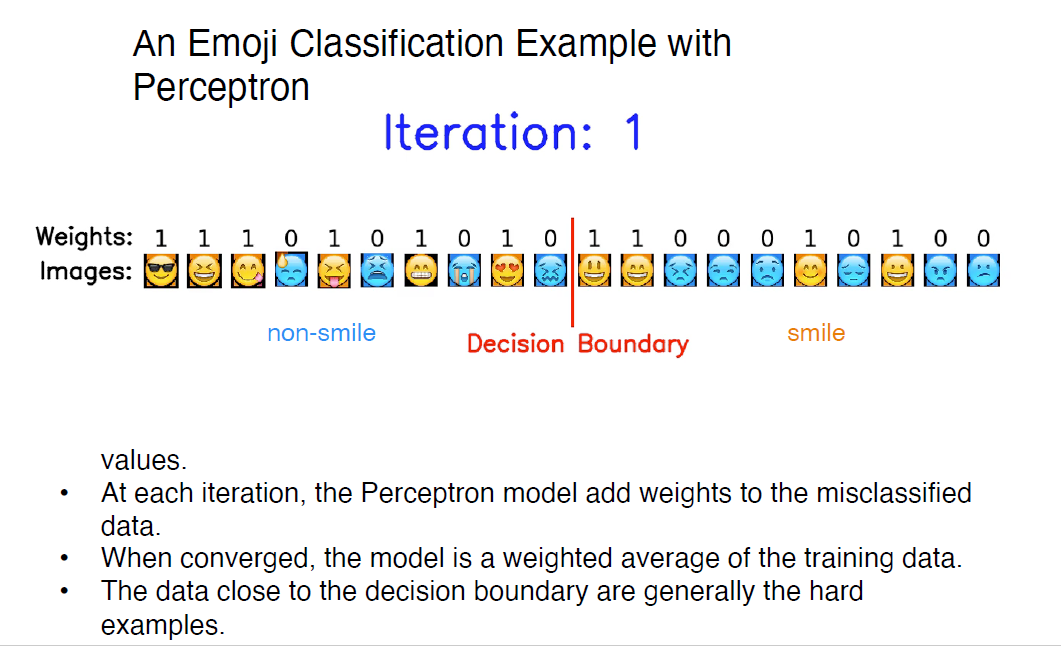 An Emoji Classification Example with
Perceptron
Iteration: 1
Weights: 1 1 1 0 1 0 1 0 1 0 1 1 0 0 0 1 0 1 0 0
Images:
non-smile
smile
Decision Boundary
values.
• At each iteration, the Perceptron model add weights to the misclassified
data.
• When converged, the model is a weighted average of the training data.
• The data close to the decision boundary are generally the hard
examples.